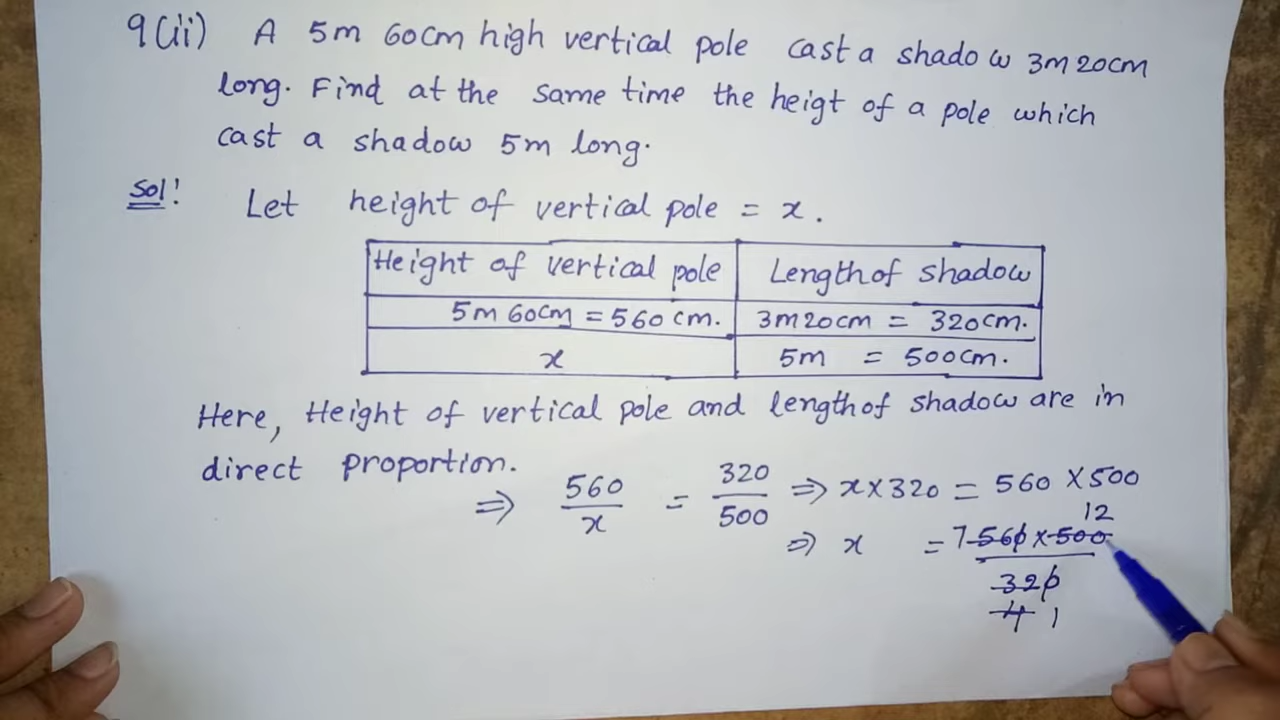 9(ii) A 5m 60cm high vertical pole cast a shadow 3m 20cm
long. Find at the same time the heigt of a pole which
cast a shadow 5m long.
Sol! Let height of vertical pole = x.
Height of vertical pole Length of shadow
5m 60cm = 560 cm. 3m 20cm = 320cm.
x 5m = 500cm.
Here, Height of vertical pole and length of shadow are in
direct proportion.
⇒ 560/x = 320/500 ⇒ x × 320 = 560 × 500
12
⇒ x = 7 560 × 500
320
4 1